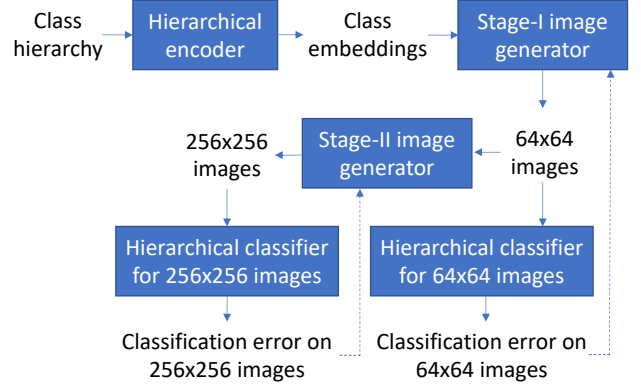 Class
hierarchy
Hierarchical
encoder
Class
embeddings
Stage-I image
generator
256x256
images
Stage-II image
generator
64x64
images
Hierarchical classifier
for 256x256 images
Hierarchical classifier
for 64x64 images
Classification error on
256x256 images
Classification error on
64x64 images